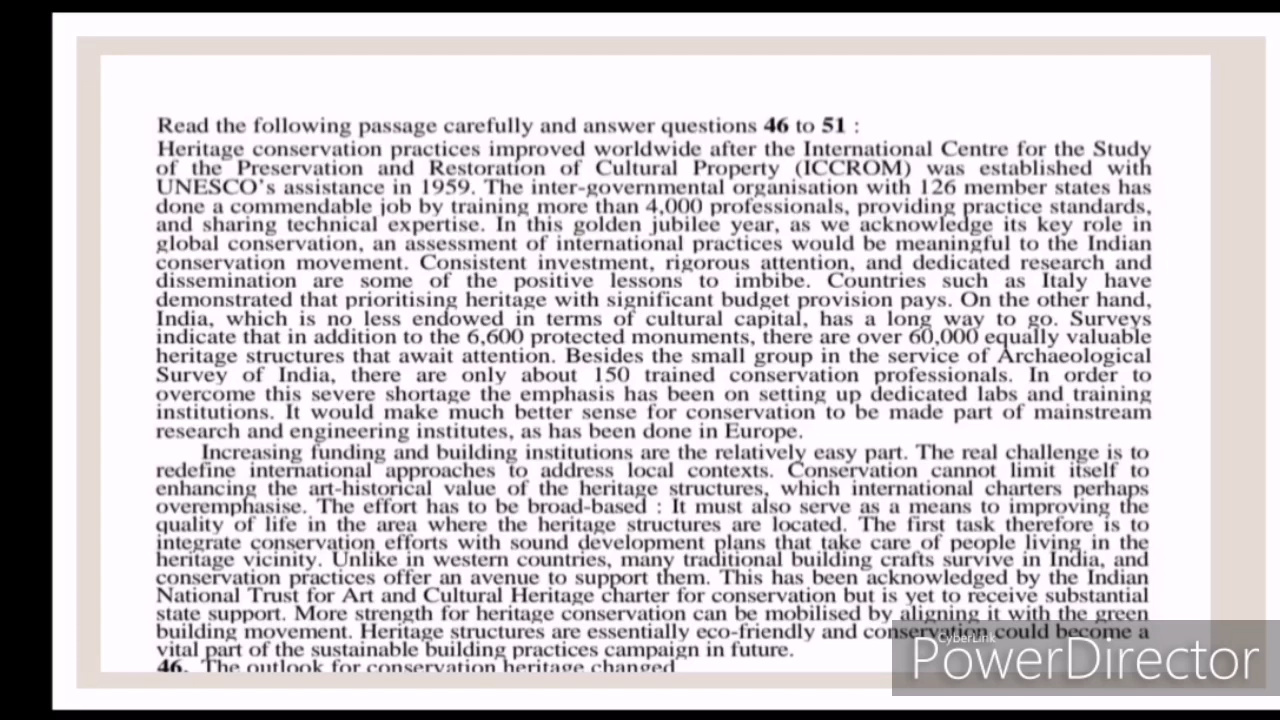 Read the following passage carefully and answer questions 46 to 51 :
Heritage conservation practices improved worldwide after the International Centre for the Study
of the Preservation and Restoration of Cultural Property (ICCROM) was established with
UNESCO's assistance in 1959. The inter-governmental organisation with 126 member states has
done a commendable job by training more than 4,000 professionals, providing practice standards,
and sharing technical expertise. In this golden jubilee year, as we acknowledge its key role in
global conservation, an assessment of international practices would be meaningful to the Indian
conservation movement. Consistent investment, rigorous attention, and dedicated research and
dissemination are some of the positive lessons to imbibe. Countries such as Italy have
demonstrated that prioritising heritage with significant budget provision pays. On the other hand,
India, which is no less endowed in terms of cultural capital, has a long way to go. Surveys
indicate that in addition to the 6,600 protected monuments, there are over 60,000 equally valuable
heritage structures that await attention. Besides the small group in the service of Archaeological
Survey of India, there are only about 150 trained conservation professionals. In order to
overcome this severe shortage the emphasis has been on setting up dedicated labs and training
institutions. It would make much better sense for conservation to be made part of mainstream
research and engineering institutes, as has been done in Europe.
Increasing funding and building institutions are the relatively easy part. The real challenge is to
redefine international approaches to address local contexts. Conservation cannot limit itself to
enhancing the art-historical value of the heritage structures, which international charters perhaps
overemphasise. The effort has to be broad-based : It must also serve as a means to improving the
quality of life in the area where the heritage structures are located. The first task therefore is to
integrate conservation efforts with sound development plans that take care of people living in the
heritage vicinity. Unlike in western countries, many traditional building crafts survive in India, and
conservation practices offer an avenue to support them. This has been acknowledged by the Indian
National Trust for Art and Cultural Heritage charter for conservation but is yet to receive substantial
state support. More strength for heritage conservation can be mobilised by aligning it with the green
building movement. Heritage structures are essentially eco-friendly and conservation could become a
vital part of the sustainable building practices campaign in future.
46. The outlook for conservation heritage changed
CyberLink
PowerDirector